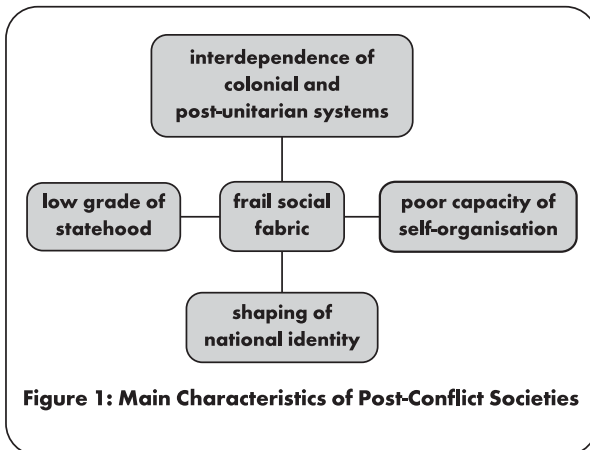 interdependence of
colonial and
post-unitarian systems
low grade of
statehood
frail social
fabric
poor capacity of
self-organisation
shaping of
national identity
Figure 1: Main Characteristics of Post-Conflict Societies